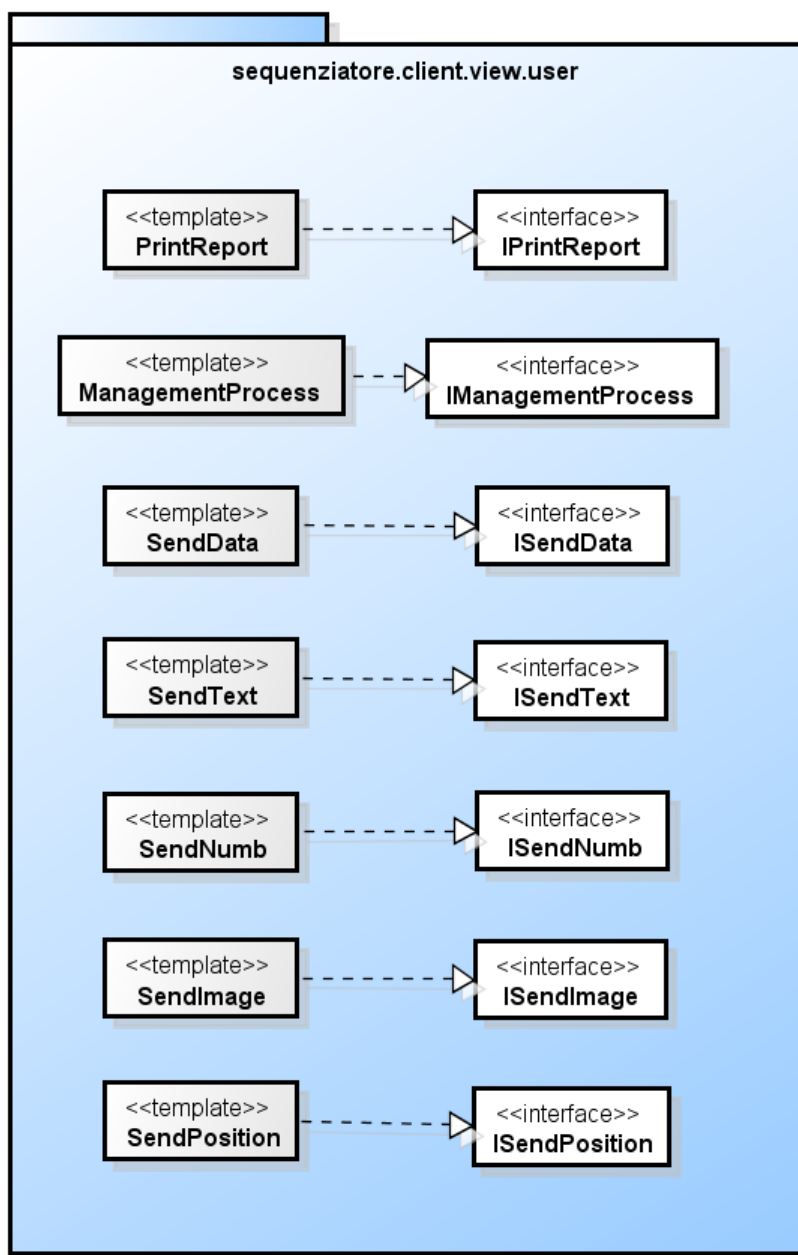 sequenziatore.client.view.user
<<template>>
PrintReport
<<interface>>
IPrintReport
<<template>>
ManagementProcess
<<interface>>
IManagementProcess
<<template>>
SendData
<<interface>>
ISendData
<<template>>
SendText
<<interface>>
ISendText
<<template>>
SendNumb
<<interface>>
ISendNumb
<<template>>
SendImage
<<interface>>
ISendImage
<<template>>
SendPosition
<<interface>>
ISendPosition